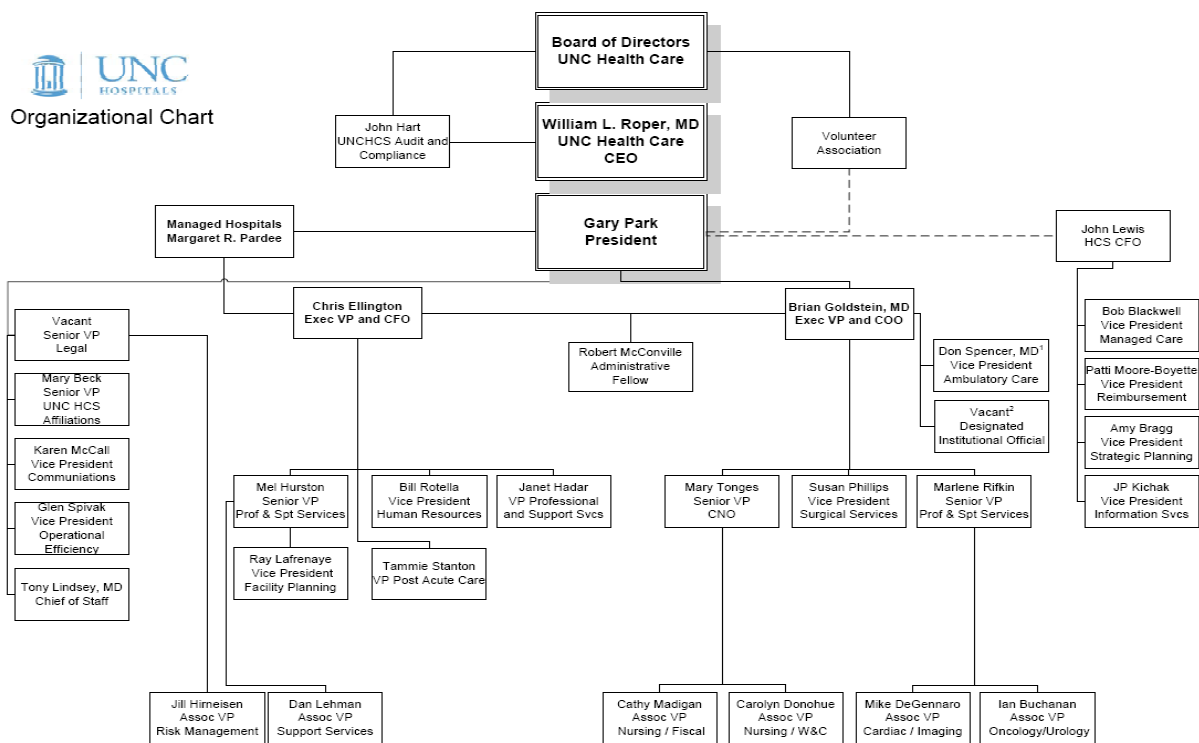 UNC
HOSPITALS
Organizational Chart
Board of Directors
UNC Health Care
John Hart
UNCHCS Audit and
Compliance
William L. Roper, MD
UNC Health Care
CEO
Volunteer
Association
Managed Hospitals
Margaret R. Pardee
Gary Park
President
John Lewis
HCS CFO
Chris Ellington
Exec VP and CFO
Brian Goldstein, MD
Exec VP and COO
Robert McConville
Administrative
Fellow
Vacant
Senior VP
Legal
Mary Beck
Senior VP
UNC HCS
Affiliations
Karen McCall
Vice President
Communiations
Glen Spivak
Vice President
Operational
Efficiency
Tony Lindsey, MD
Chief of Staff
Don Spencer, MD¹
Vice President
Ambulatory Care
Vacant²
Designated
Institutional Official
Bob Blackwell
Vice President
Managed Care
Patti Moore-Boyette
Vice President
Reimbursement
Amy Bragg
Vice President
Strategic Planning
JP Kichak
Vice President
Information Svcs
Mel Hurston
Senior VP
Prof & Spt Services
Bill Rotella
Vice President
Human Resources
Janet Hadar
VP Professional
and Support Svcs
Mary Tonges
Senior VP
CNO
Susan Phillips
Vice President
Surgical Services
Marlene Rifkin
Senior VP
Prof & Spt Services
Ray Lafrenaye
Vice President
Facility Planning
Tammie Stanton
VP Post Acute Care
Jill Himeisen
Assoc VP
Risk Management
Dan Lehman
Assoc VP
Support Services
Cathy Madigan
Assoc VP
Nursing / Fiscal
Carolyn Donohue
Assoc VP
Nursing / W&C
Mike DeGennaro
Assoc VP
Cardiac / Imaging
Ian Buchanan
Assoc VP
Oncology/Urology